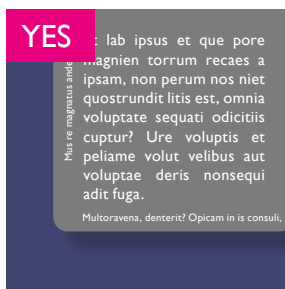 YES
lab ipsus et que pore
magnien torrum recaes a
ipsam, non perum nos niet
quostrundit litis est, omnia
voluptate sequati odicitiis
cuptur? Ure voluptis et
peliame volut velibus aut
voluptae deris nonsequi
adit fuga.
Mus re magnatus ande
Multoravena, denterit? Opicam in is consuli,